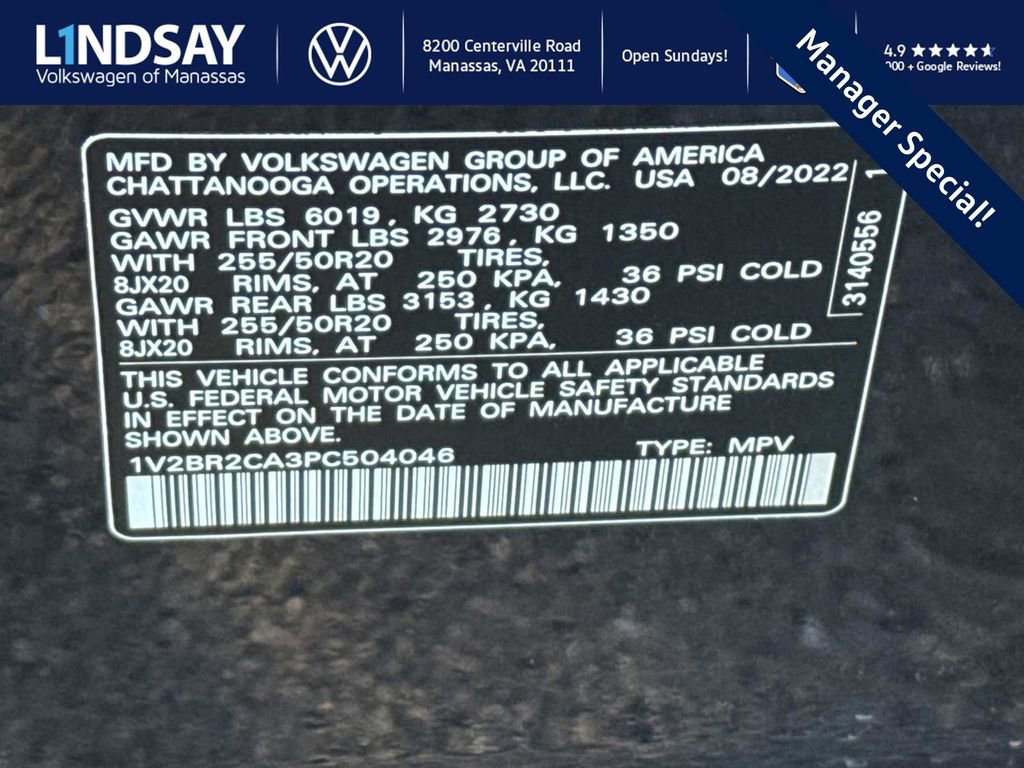 L1NDSAY
Volkswagen of Manassas
8200 Centerville Road
Manassas, VA 20111
Open Sundays!
4.9
000 + Google Reviews!
Manager Special!
MFD BY VOLKSWAGEN GROUP OF AMERICA
CHATTANOOGA OPERATIONS, LLC. USA 08/2022
GVWR LBS 6019, KG 2730
GAWR FRONT LBS 2976, KG 1350
WITH 255/50R20 TIRES,
8JX20 RIMS, AT 250 KPA, 36 PSI COLD
GAWR REAR LBS 3153, KG 1430
WITH 255/50R20 TIRES,
8JX20 RIMS, AT 250 KPA, 36 PSI COLD
3140556 1
THIS VEHICLE CONFORMS TO ALL APPLICABLE
U.S. FEDERAL MOTOR VEHICLE SAFETY STANDARDS
IN EFFECT ON THE DATE OF MANUFACTURE
SHOWN ABOVE.
1V2BR2CA3PC504046 TYPE: MPV